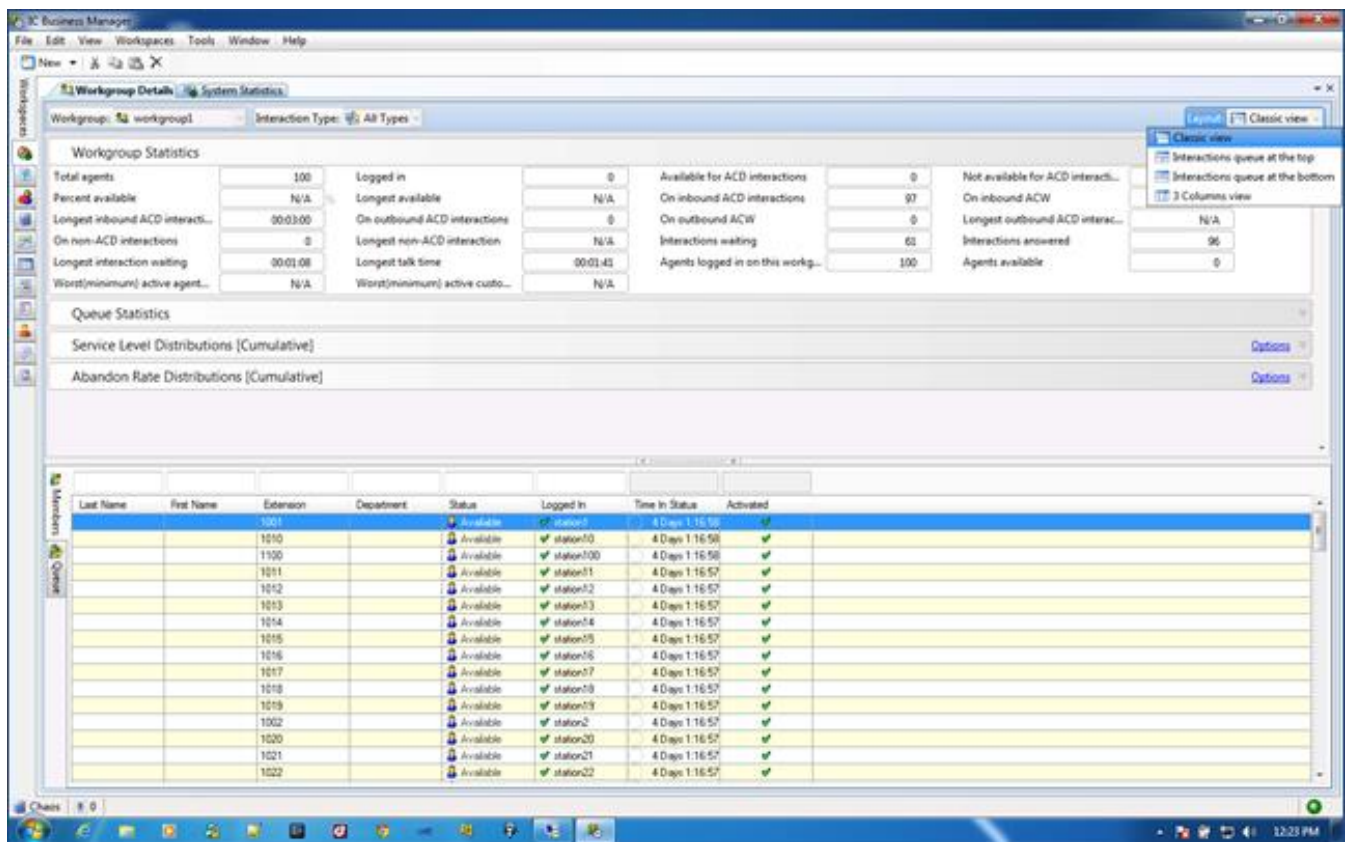 IC Business Manager
File Edit View Workspaces Tools Window Help
New
Workspaces
Workgroup Details System Statistics
Workgroup: workgroup1 Interaction Type: All Types Layout: Classic view
Classic view
Interactions queue at the top
Interactions queue at the bottom
3 Columns view
Workgroup Statistics
Total agents 100 Logged in 0 Available for ACD interactions 0 Not available for ACD interacti...
Percent available N/A Longest available N/A On inbound ACD interactions 97 On inbound ACW
Longest inbound ACD interacti... 00:03:00 On outbound ACD interactions 0 On outbound ACW 0 Longest outbound ACD interac... N/A
On non-ACD interactions 0 Longest non-ACD interaction N/A Interactions waiting 61 Interactions answered 96
Longest interaction waiting 00:01:08 Longest talk time 00:01:41 Agents logged in on this workg... 100 Agents available 0
Worst(minimum) active agent... N/A Worst(minimum) active custo... N/A
Queue Statistics
Service Level Distributions [Cumulative] Options
Abandon Rate Distributions [Cumulative] Options
Members
Queue
Last Name First Name Extension Department Status Logged In Time In Status Activated
1001 Available station1 4 Days 1:16:58
1010 Available station10 4 Days 1:16:58
1100 Available station100 4 Days 1:16:58
1011 Available station11 4 Days 1:16:57
1012 Available station12 4 Days 1:16:57
1013 Available station13 4 Days 1:16:57
1014 Available station14 4 Days 1:16:57
1015 Available station15 4 Days 1:16:57
1016 Available station16 4 Days 1:16:57
1017 Available station17 4 Days 1:16:57
1018 Available station18 4 Days 1:16:57
1019 Available station19 4 Days 1:16:57
1002 Available station2 4 Days 1:16:57
1020 Available station20 4 Days 1:16:57
1021 Available station21 4 Days 1:16:57
1022 Available station22 4 Days 1:16:57
Chaos 0
12:23 PM